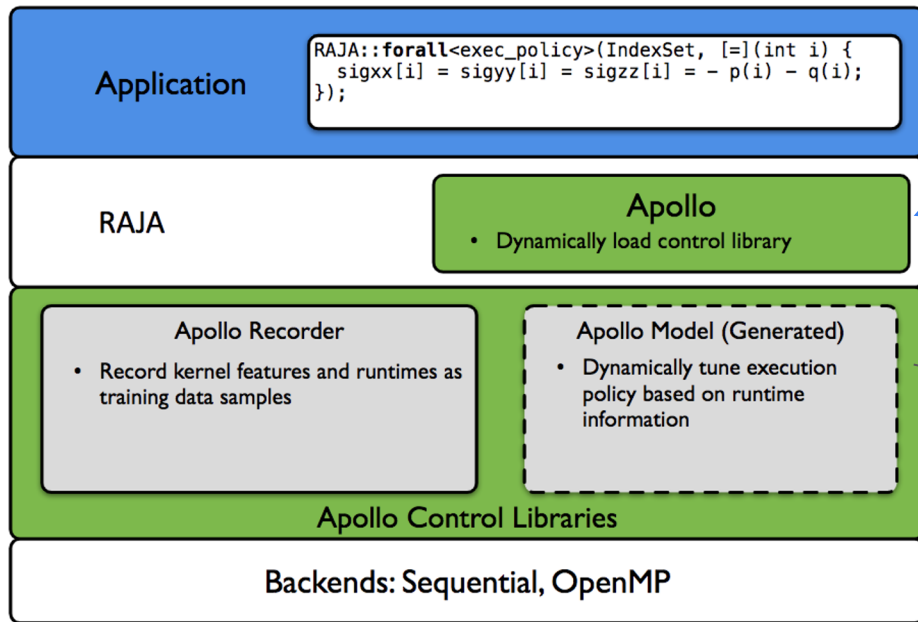 Application
RAJA::forall<exec_policy>(IndexSet, [=](int i) {
  sigxx[i] = sigyy[i] = sigzz[i] = - p(i) - q(i);
});
RAJA
Apollo
• Dynamically load control library
Apollo Recorder
• Record kernel features and runtimes as
training data samples
Apollo Model (Generated)
• Dynamically tune execution
policy based on runtime
information
Apollo Control Libraries
Backends: Sequential, OpenMP